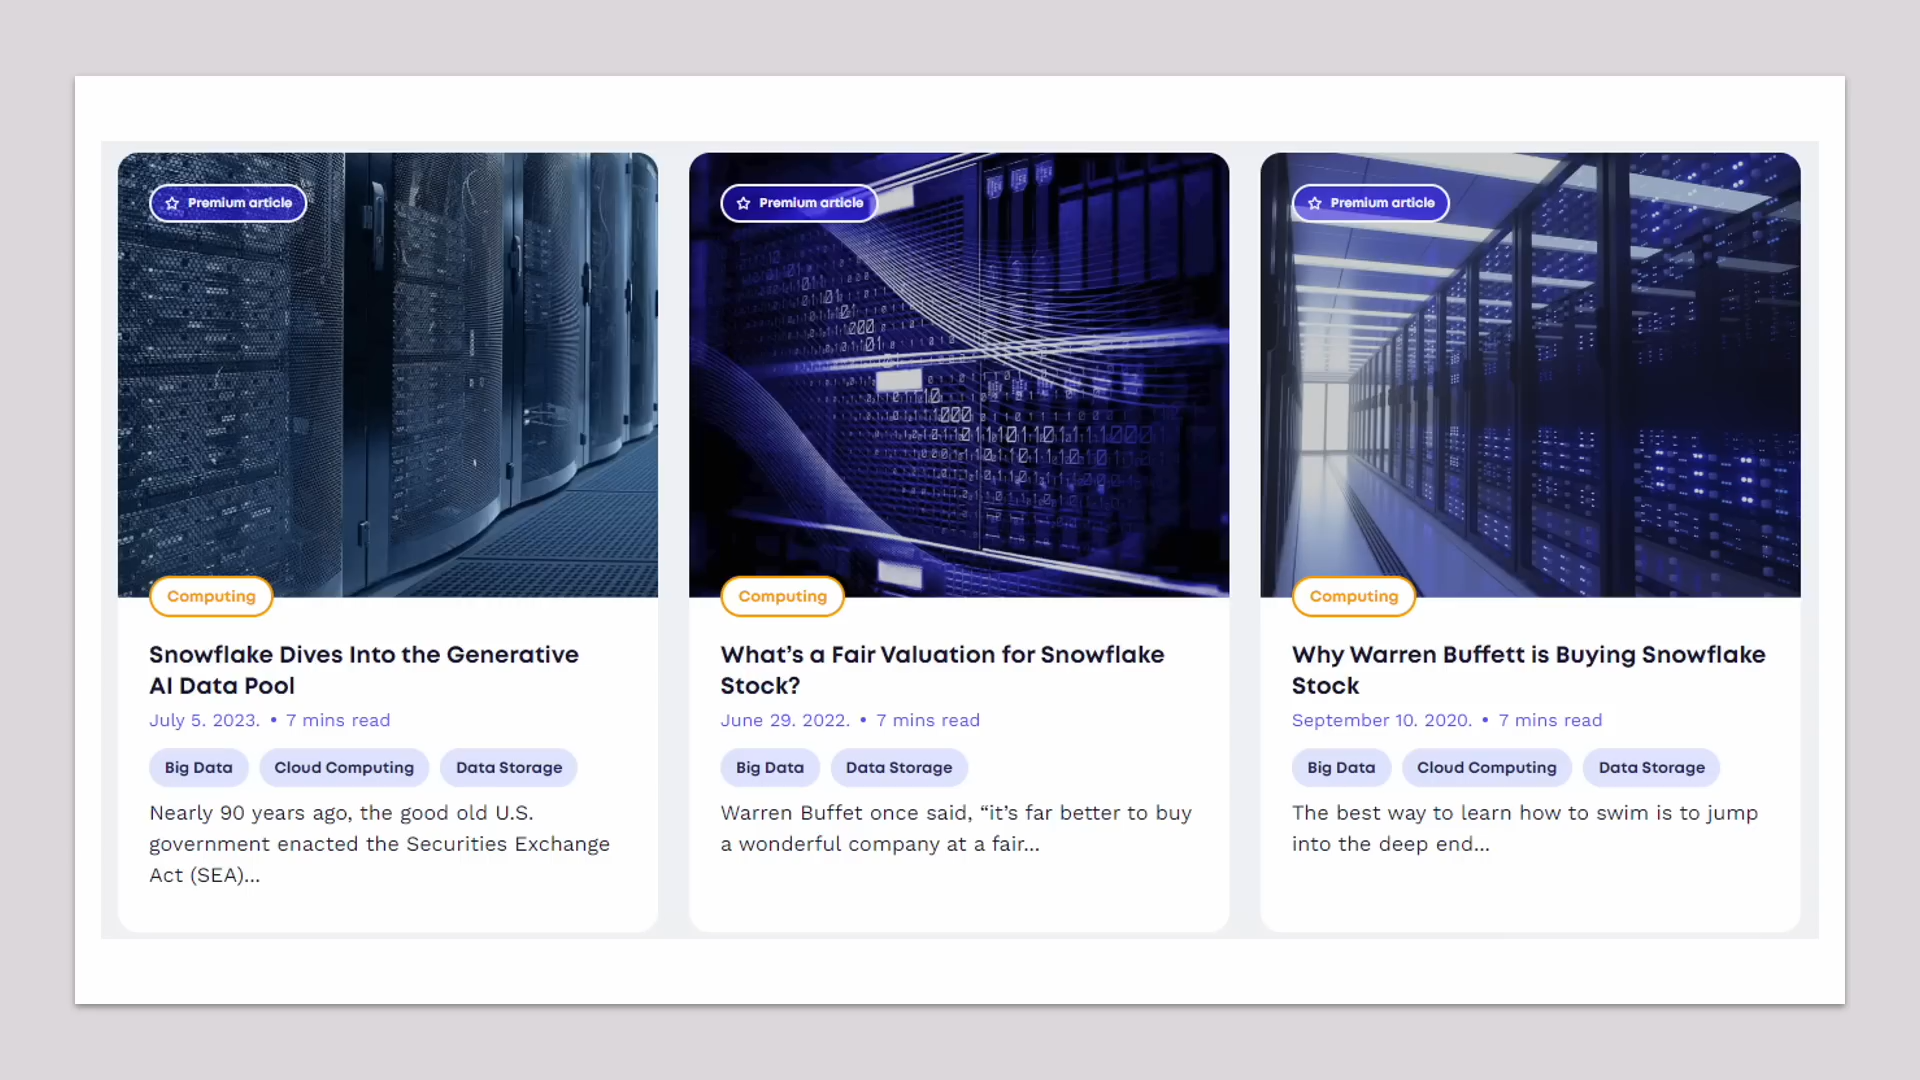 Premium article
Computing
Snowflake Dives Into the Generative
AI Data Pool
July 5. 2023. • 7 mins read
Big Data
Cloud Computing
Data Storage
Nearly 90 years ago, the good old U.S.
government enacted the Securities Exchange
Act (SEA)...
Premium article
Computing
What's a Fair Valuation for Snowflake
Stock?
June 29. 2022. • 7 mins read
Big Data
Data Storage
Warren Buffet once said, “it’s far better to buy
a wonderful company at a fair...
Premium article
Computing
Why Warren Buffett is Buying Snowflake
Stock
September 10. 2020. • 7 mins read
Big Data
Cloud Computing
Data Storage
The best way to learn how to swim is to jump
into the deep end...